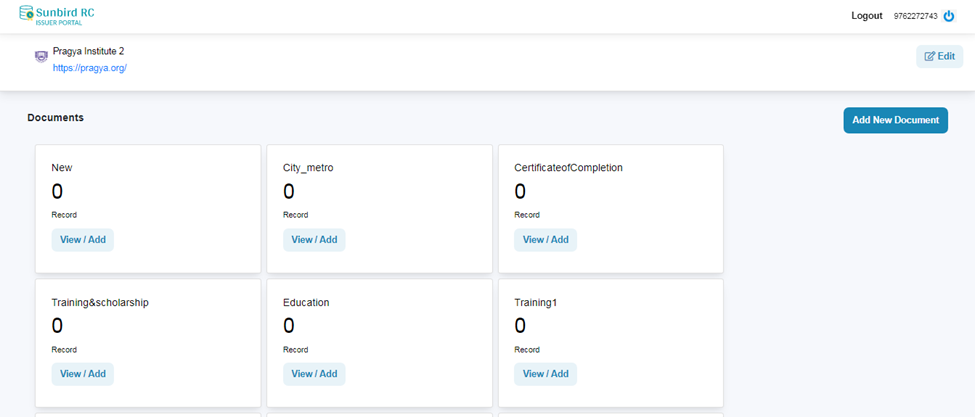 Sunbird RC
ISSUER PORTAL
Logout 9762272743
Pragya Institute 2
https://pragya.org/
Edit
Documents
Add New Document
New
0
Record
View / Add
City_metro
0
Record
View / Add
CertificateofCompletion
0
Record
View / Add
Training&scholarship
0
Record
View / Add
Education
0
Record
View / Add
Training1
0
Record
View / Add